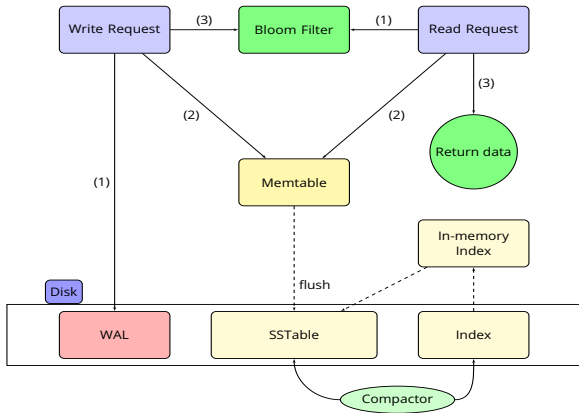 Write Request
(3)
Bloom Filter
(1)
Read Request
(3)
(2)
(2)
Return data
(1)
Memtable
In-memory
Index
flush
Disk
WAL
SSTable
Index
Compactor